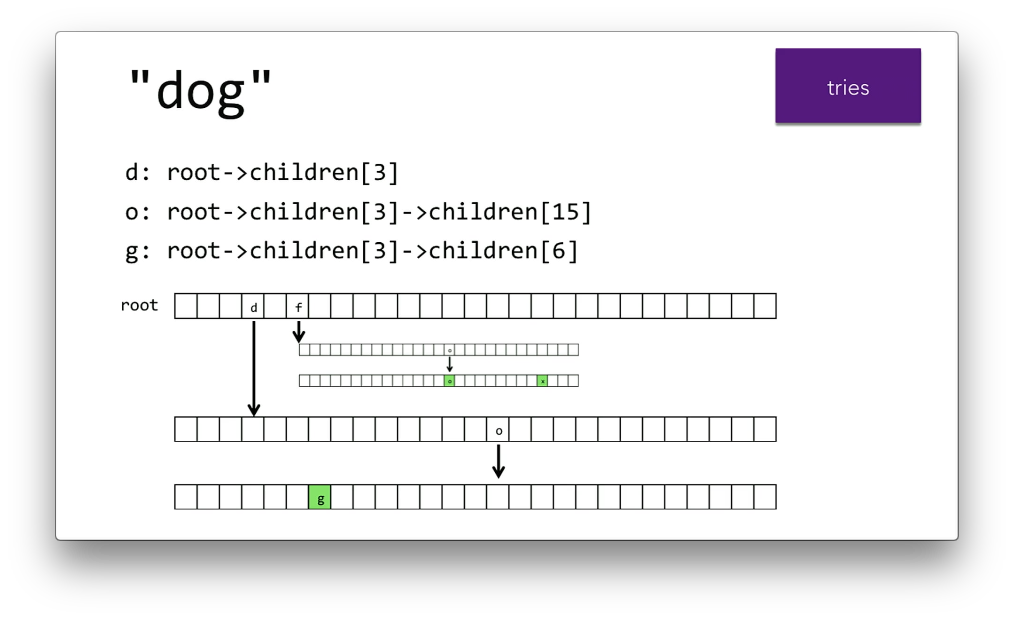 "dog"
tries
d: root->children[3]
o: root->children[3]->children[15]
g: root->children[3]->children[6]
root
d f
o
o x
o
g